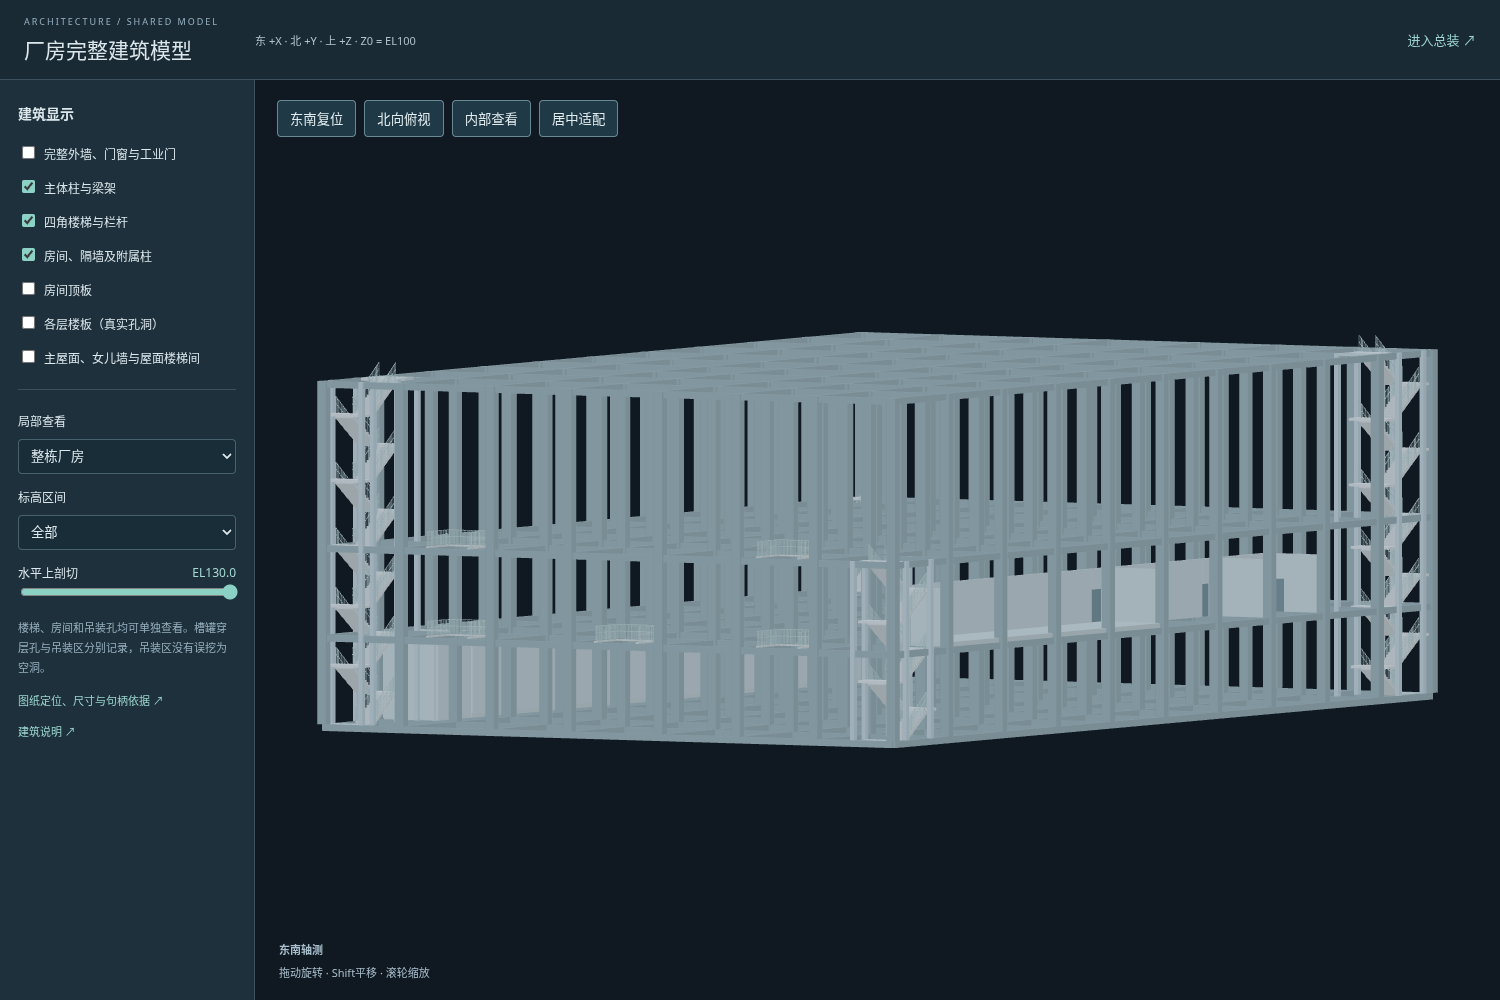 ARCHITECTURE / SHARED MODEL
厂房完整建筑模型
东 +X · 北 +Y · 上 +Z · Z0 = EL100
进入总装 ↗
建筑显示
完整外墙、门窗与工业门
主体柱与梁架
四角楼梯与栏杆
房间、隔墙及附属柱
房间顶板
各层楼板（真实孔洞）
主屋面、女儿墙与屋面楼梯间
局部查看
整栋厂房
标高区间
全部
水平上剖切 EL130.0
楼梯、房间和吊装孔均可单独查看。槽罐穿
层孔与吊装区分别记录，吊装区没有误挖为
空洞。
图纸定位、尺寸与句柄依据 ↗
建筑说明 ↗
东南复位 北向俯视 内部查看 居中适配
东南轴测
拖动旋转 · Shift平移 · 滚轮缩放